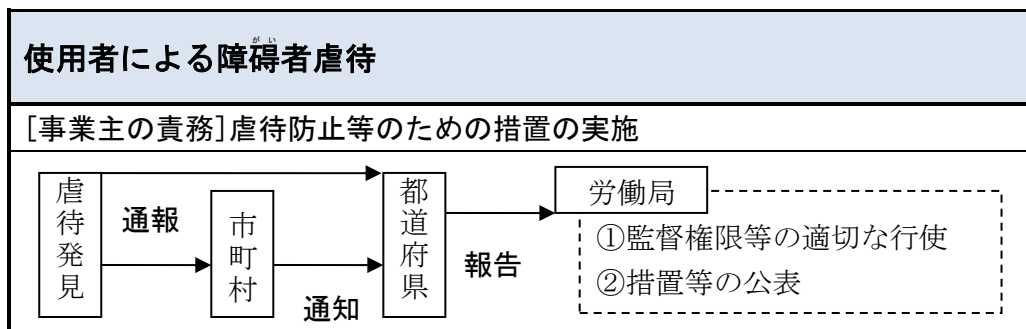 使用者による障碍者虐待
がい
[事業主の責務]虐待防止等のための措置の実施
虐待発見
通報
市町村
通知
都道府県
報告
労働局
①監督権限等の適切な行使
②措置等の公表